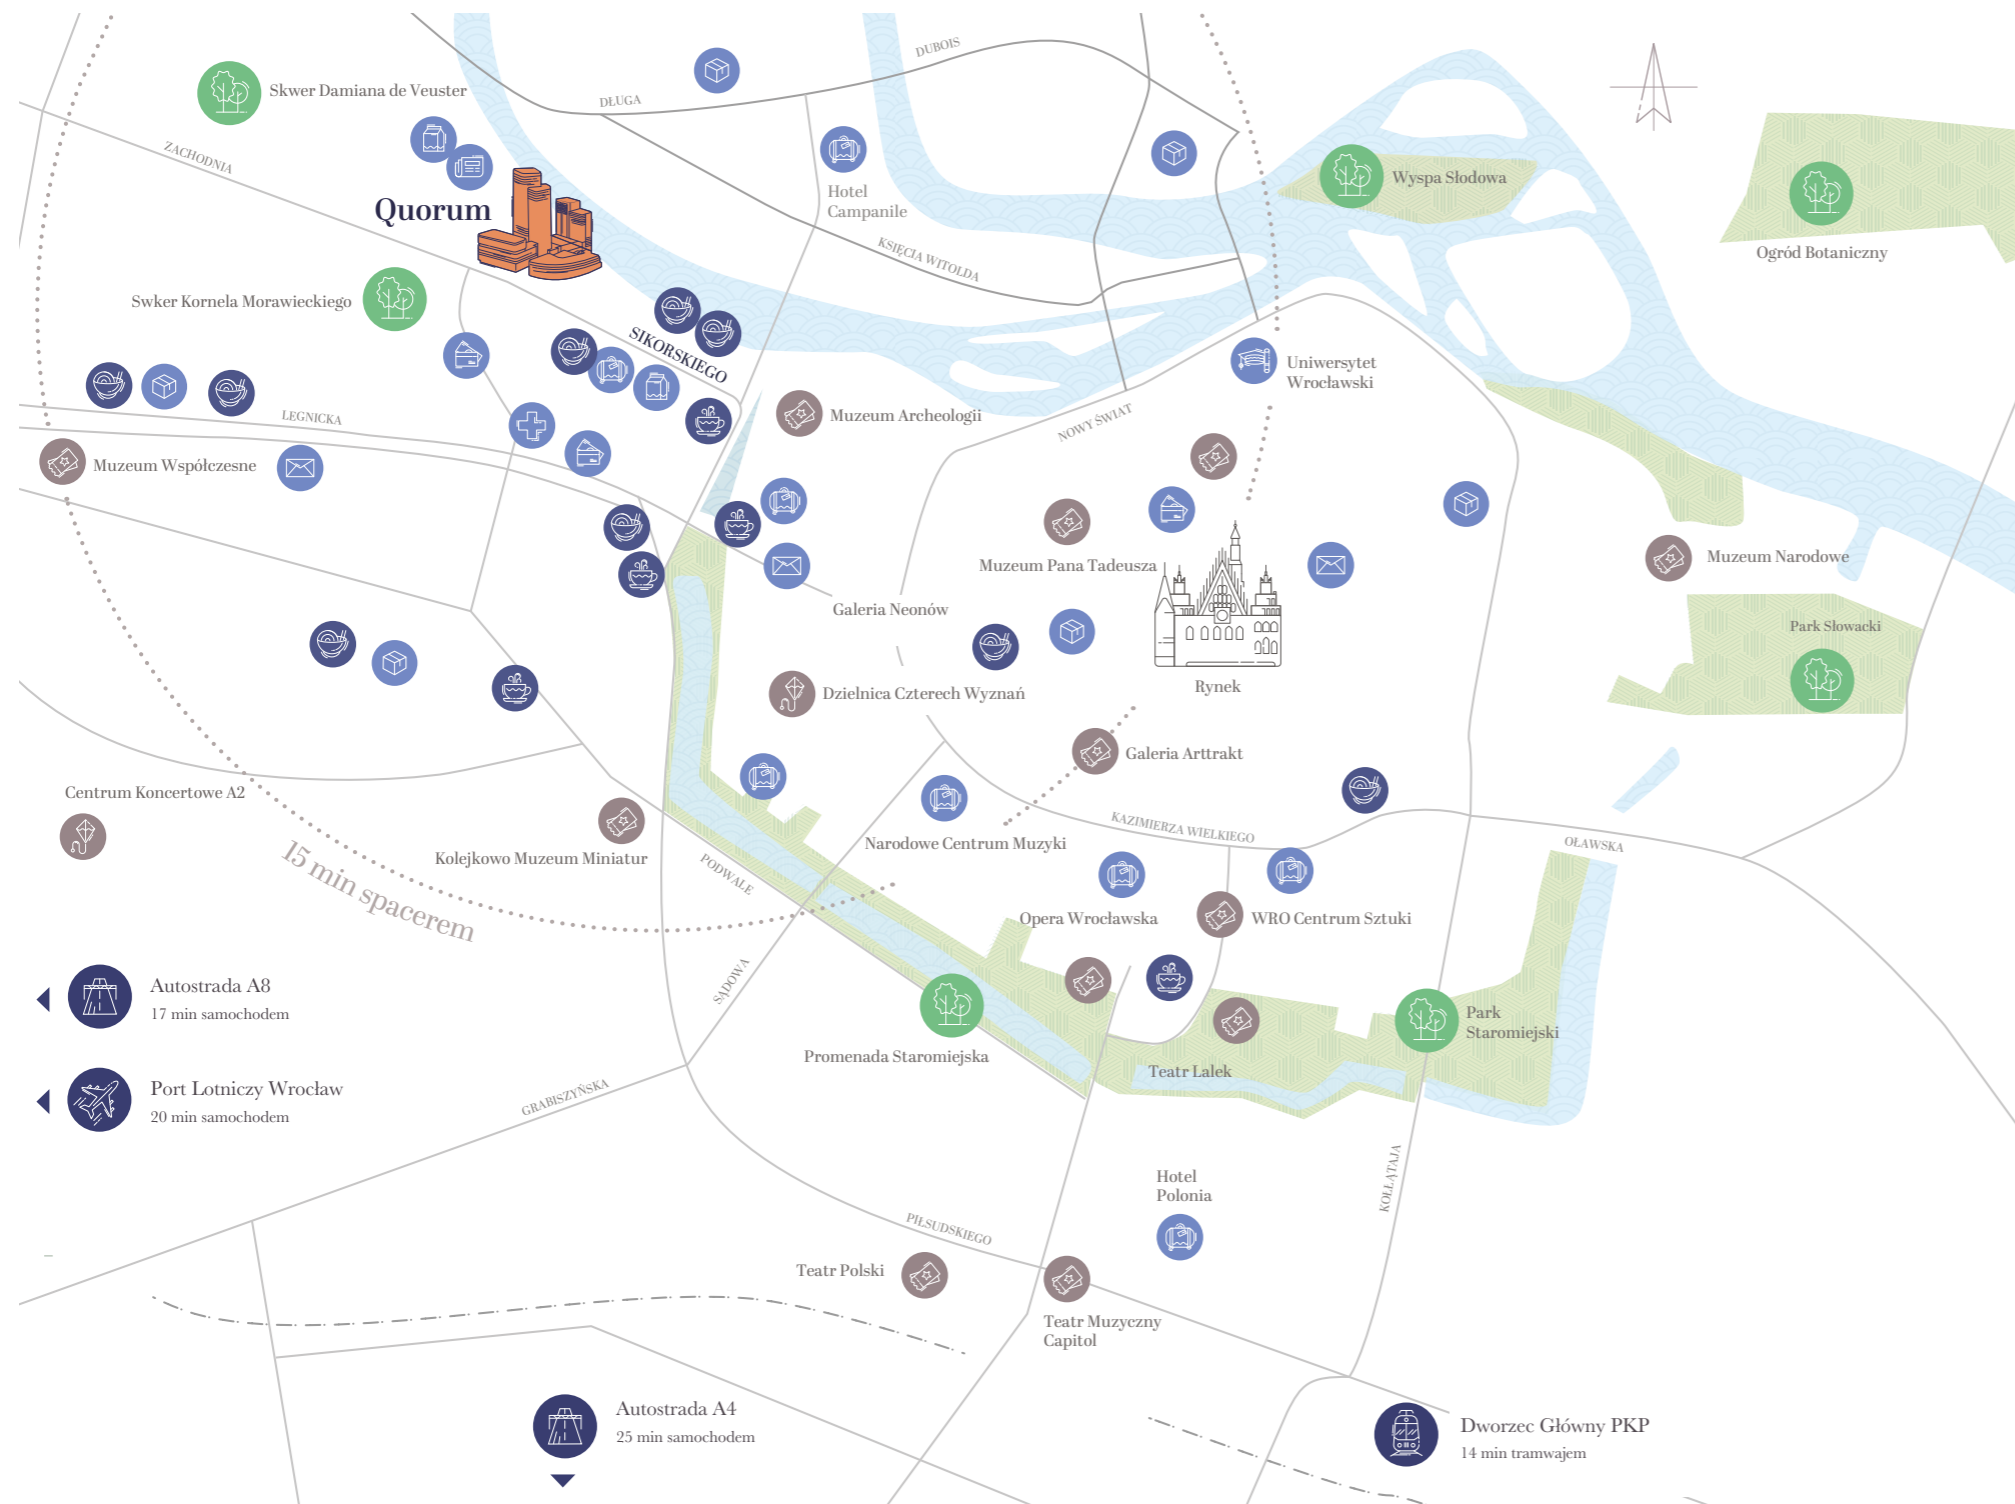 DUBOIS
Skwer Damiana de Veuster
DŁUGA
ZACHODNIA
Wyspa Słodowa
Hotel
Campanile
Quorum
KSIĘCIA WITOLDA
Ogród Botaniczny
Swker Kornela Morawieckiego
SIKORSKIEGO
Uniwersytet
Wrocławski
LEGNICKA
Muzeum Archeologii
NOWY ŚWIAT
Muzeum Współczesne
Muzeum Pana Tadeusza
Muzeum Narodowe
Galeria Neonów
Park Słowacki
Rynek
Dzielnica Czterech Wyznań
Galeria Arttrakt
Centrum Koncertowe A2
KAZIMIERZA WIELKIEGO
Narodowe Centrum Muzyki
OŁAWSKA
Kolejkowo Muzeum Miniatur
PODWALE
15 min spacerem
Opera Wrocławska
WRO Centrum Sztuki
SĄDOWA
Autostrada A8
17 min samochodem
Park
Staromiejski
Promenada Staromiejska
Teatr Lalek
Port Lotniczy Wrocław
20 min samochodem
GRABISZYŃSKA
KOŁŁĄTAJA
Hotel
Polonia
PIŁSUDSKIEGO
Teatr Polski
Teatr Muzyczny
Capitol
Autostrada A4
25 min samochodem
Dworzec Główny PKP
14 min tramwajem